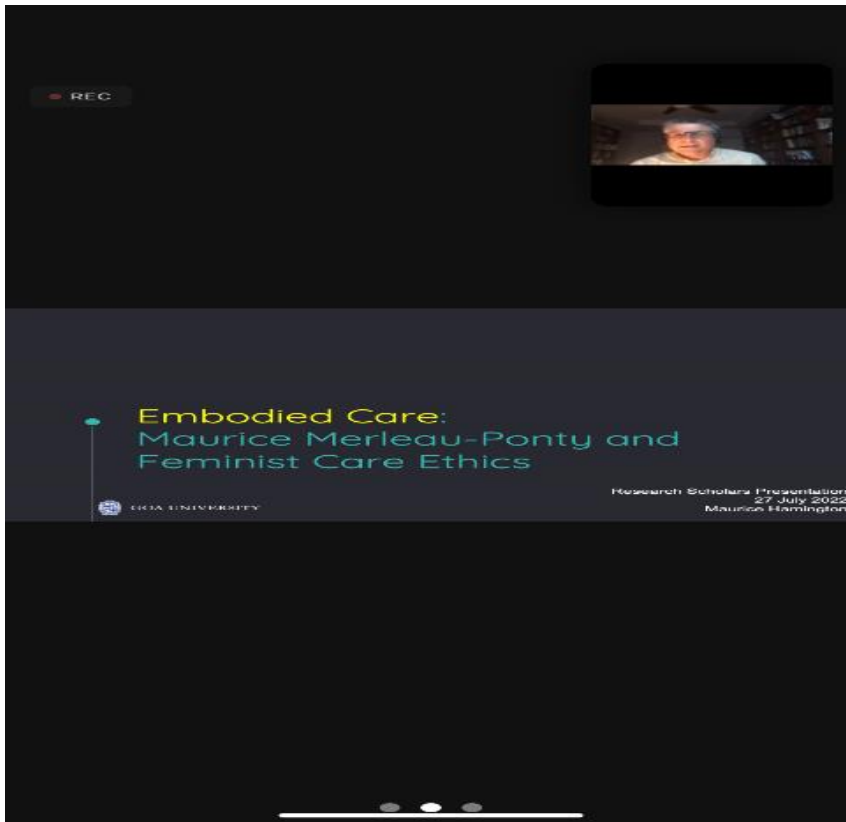 REC
Embodied Care:
Maurice Merleau-Ponty and
Feminist Care Ethics
Research Scholars Presentation
27 July 2022
Maurice Hamington
GOA UNIVERSITY